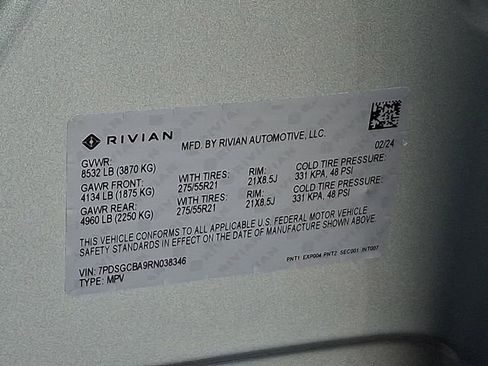 RIVIAN
MFD. BY RIVIAN AUTOMOTIVE, LLC.
02/24
GVWR:
8532 LB (3870 KG)
GAWR FRONT: WITH TIRES: RIM: COLD TIRE PRESSURE:
4134 LB (1875 KG) 275/55R21 21X8.5J 331 KPA, 48 PSI
GAWR REAR: WITH TIRES: RIM: COLD TIRE PRESSURE:
4960 LB (2250 KG) 275/55R21 21X8.5J 331 KPA, 48 PSI
THIS VEHICLE CONFORMS TO ALL APPLICABLE U.S. FEDERAL MOTOR VEHICLE
SAFETY STANDARDS IN EFFECT ON THE DATE OF MANUFACTURE SHOWN ABOVE.
VIN: 7PDSGCBA9RN038346
TYPE: MPV
PNT1 EXP004 PNT2 SEC001 INT007